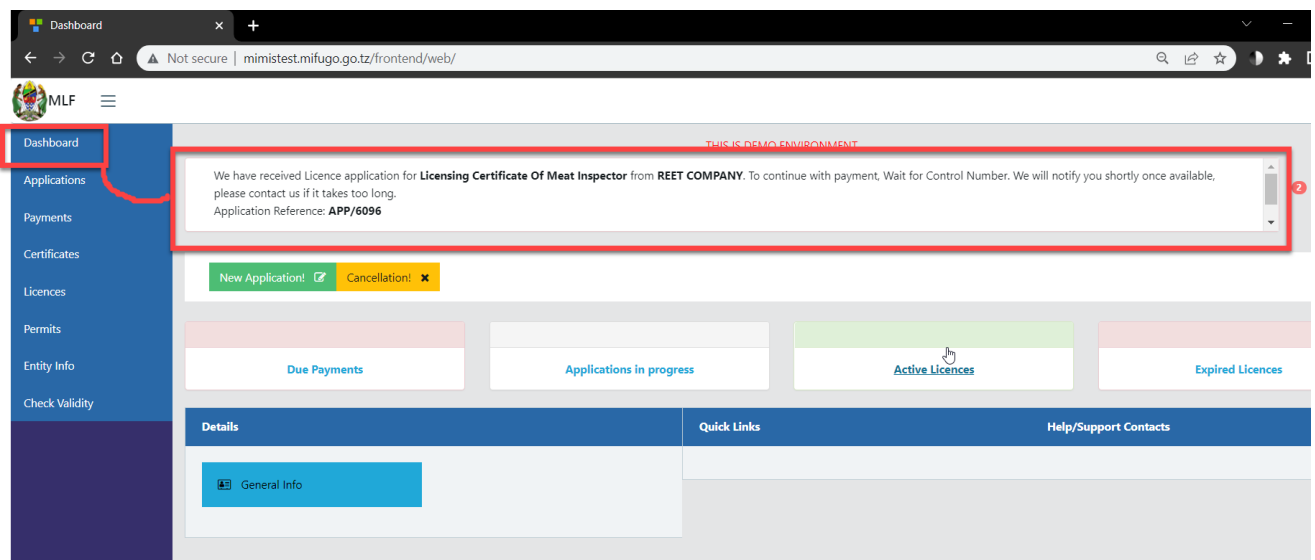 Dashboard
Not secure | mimistest.mifugo.go.tz/frontend/web/
MLF
Dashboard
Applications
Payments
Certificates
Licences
Permits
Entity Info
Check Validity
THIS IS DEMO ENVIRONMENT
We have received Licence application for Licensing Certificate Of Meat Inspector from REET COMPANY. To continue with payment, Wait for Control Number. We will notify you shortly once available,
please contact us if it takes too long.
Application Reference: APP/6096
2
New Application! Cancellation!
Due Payments Applications in progress Active Licences Expired Licences
Details Quick Links Help/Support Contacts
General Info